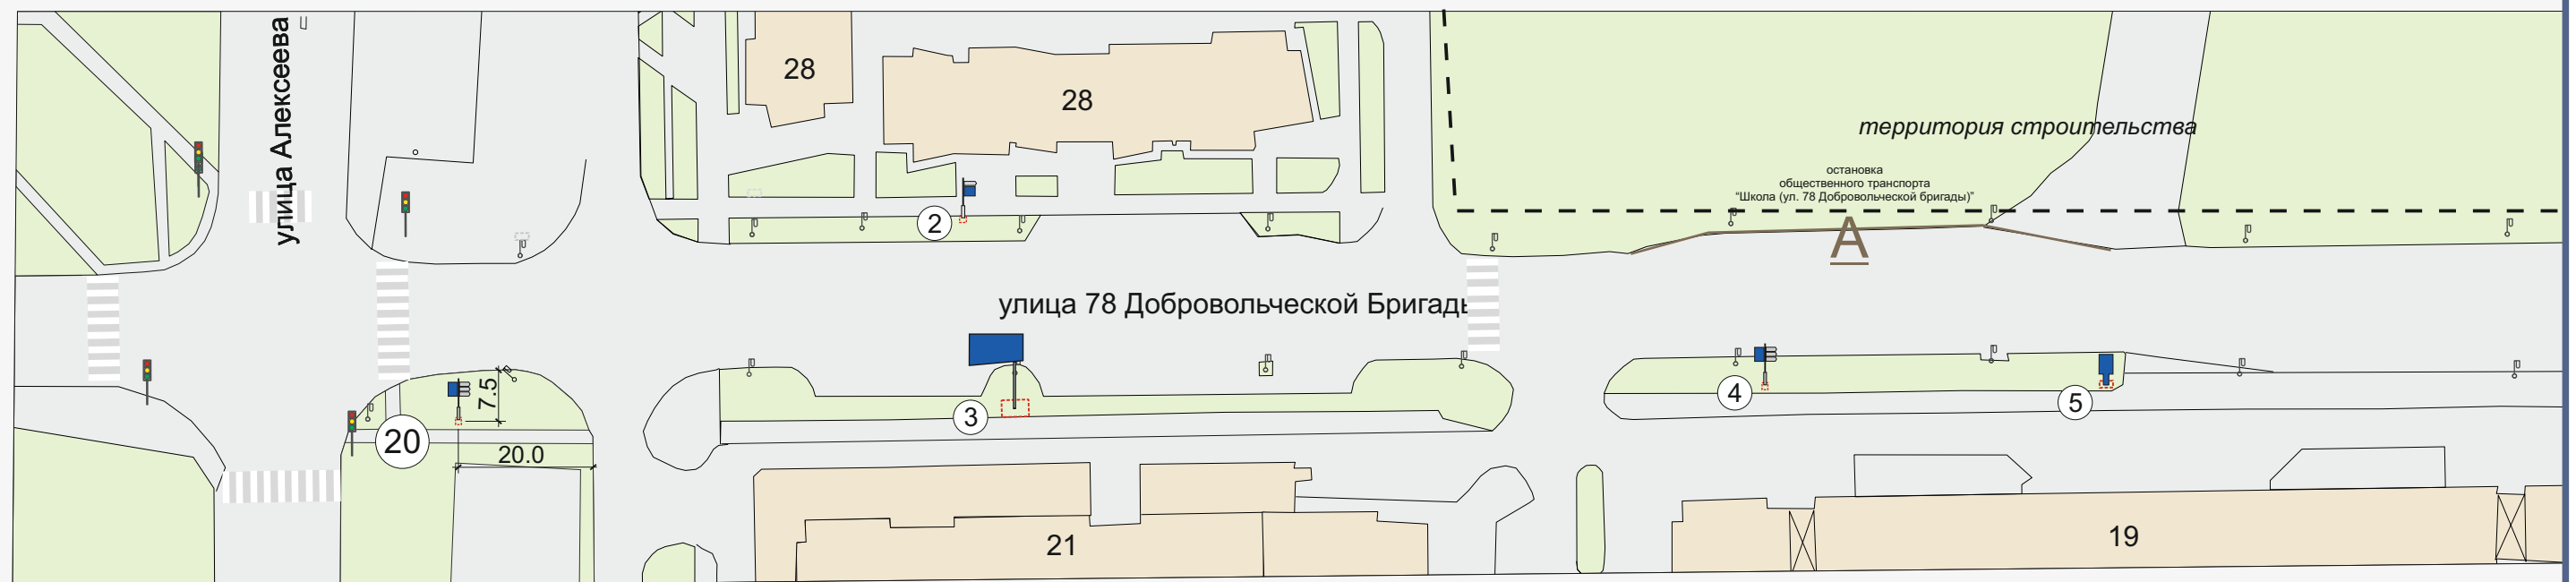 улица Алексеева
28
28
территория строительства
остановка
общественного транспорта
"Школа (ул. 78 Добровольческой бригады)"
А
2
улица 78 Добровольческой Бригады
7.5
3
4
5
20
20.0
21
19